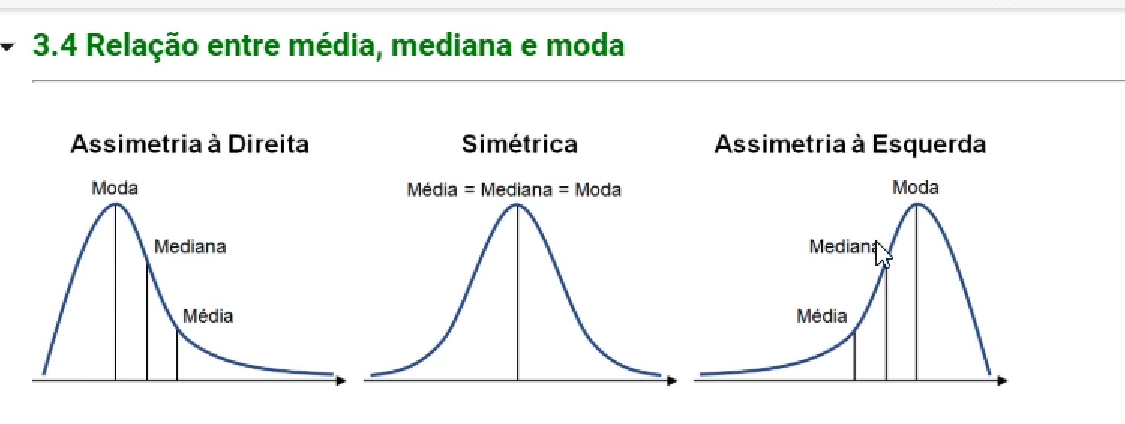 3.4 Relação entre média, mediana e moda
Assimetria à Direita
Moda
Mediana
Média
Simétrica
Média = Mediana = Moda
Assimetria à Esquerda
Moda
Mediana
Média